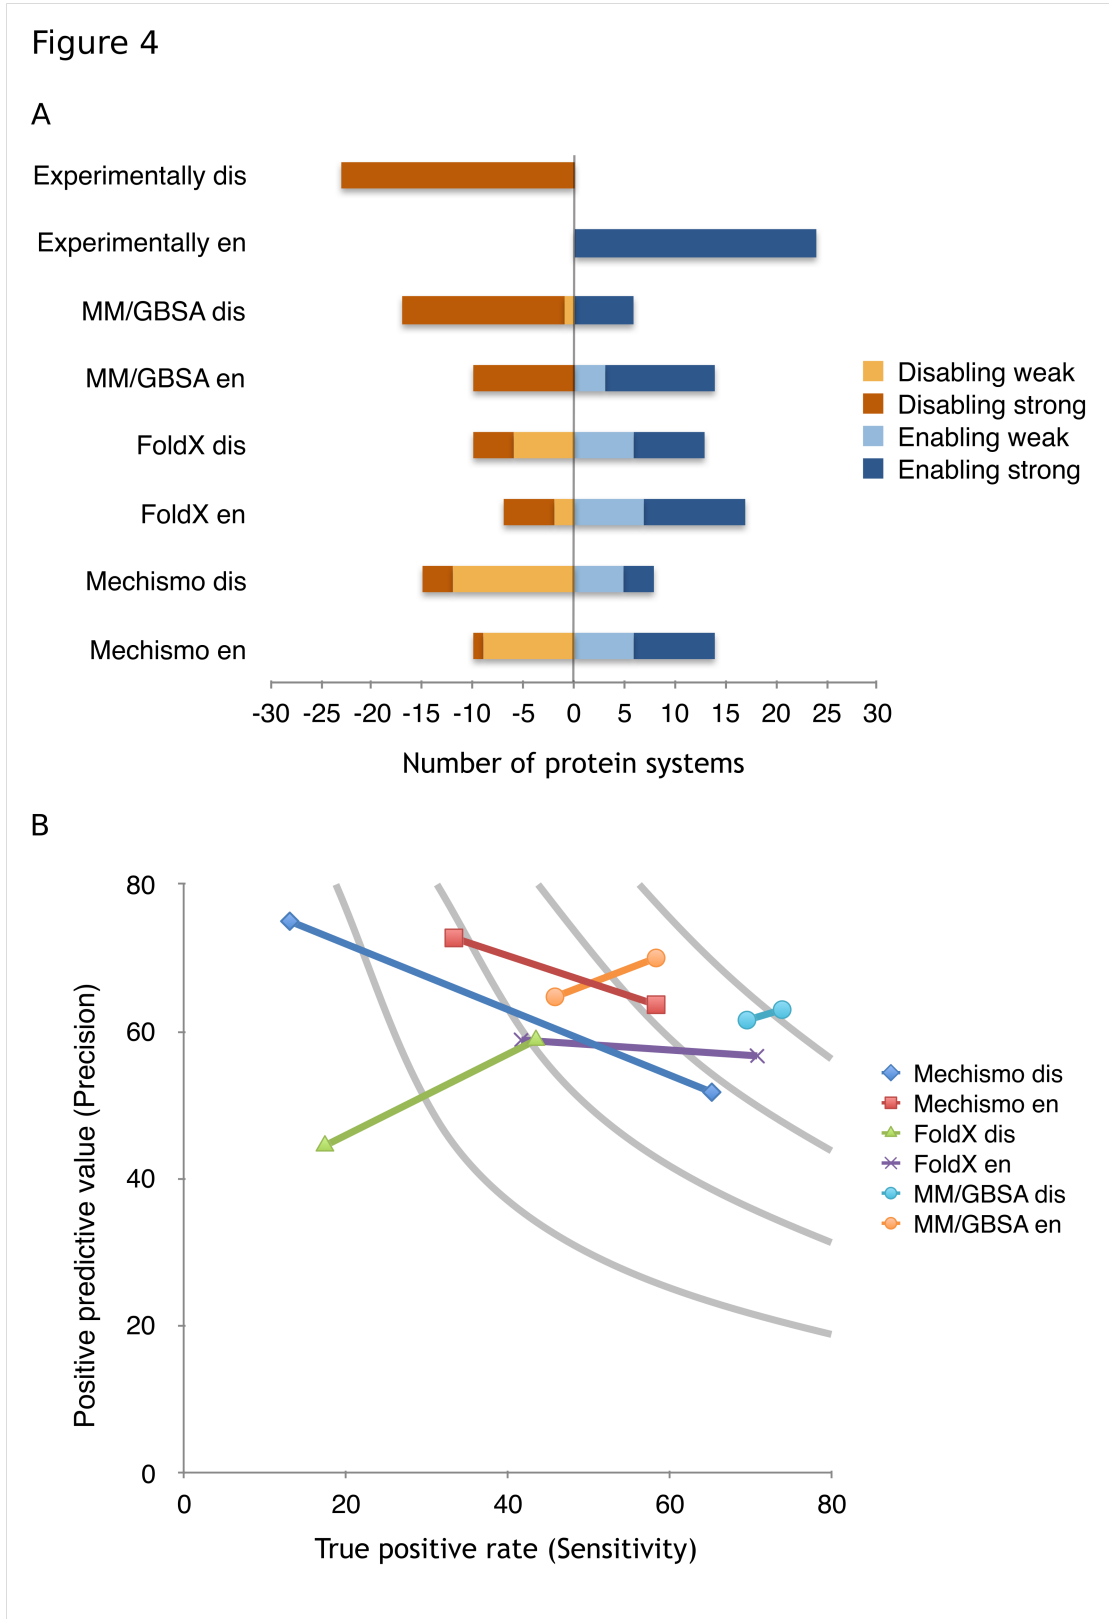 Figure 4
A
Experimentally dis
Experimentally en
MM/GBSA dis
MM/GBSA en
FoldX dis
FoldX en
Mechismo dis
Mechismo en
Disabling weak
Disabling strong
Enabling weak
Enabling strong
-30 -25 -20 -15 -10 -5 0 5 10 15 20 25 30
Number of protein systems
B
Positive predictive value (Precision)
80
60
40
20
0
0 20 40 60 80
True positive rate (Sensitivity)
Mechismo dis
Mechismo en
FoldX dis
FoldX en
MM/GBSA dis
MM/GBSA en